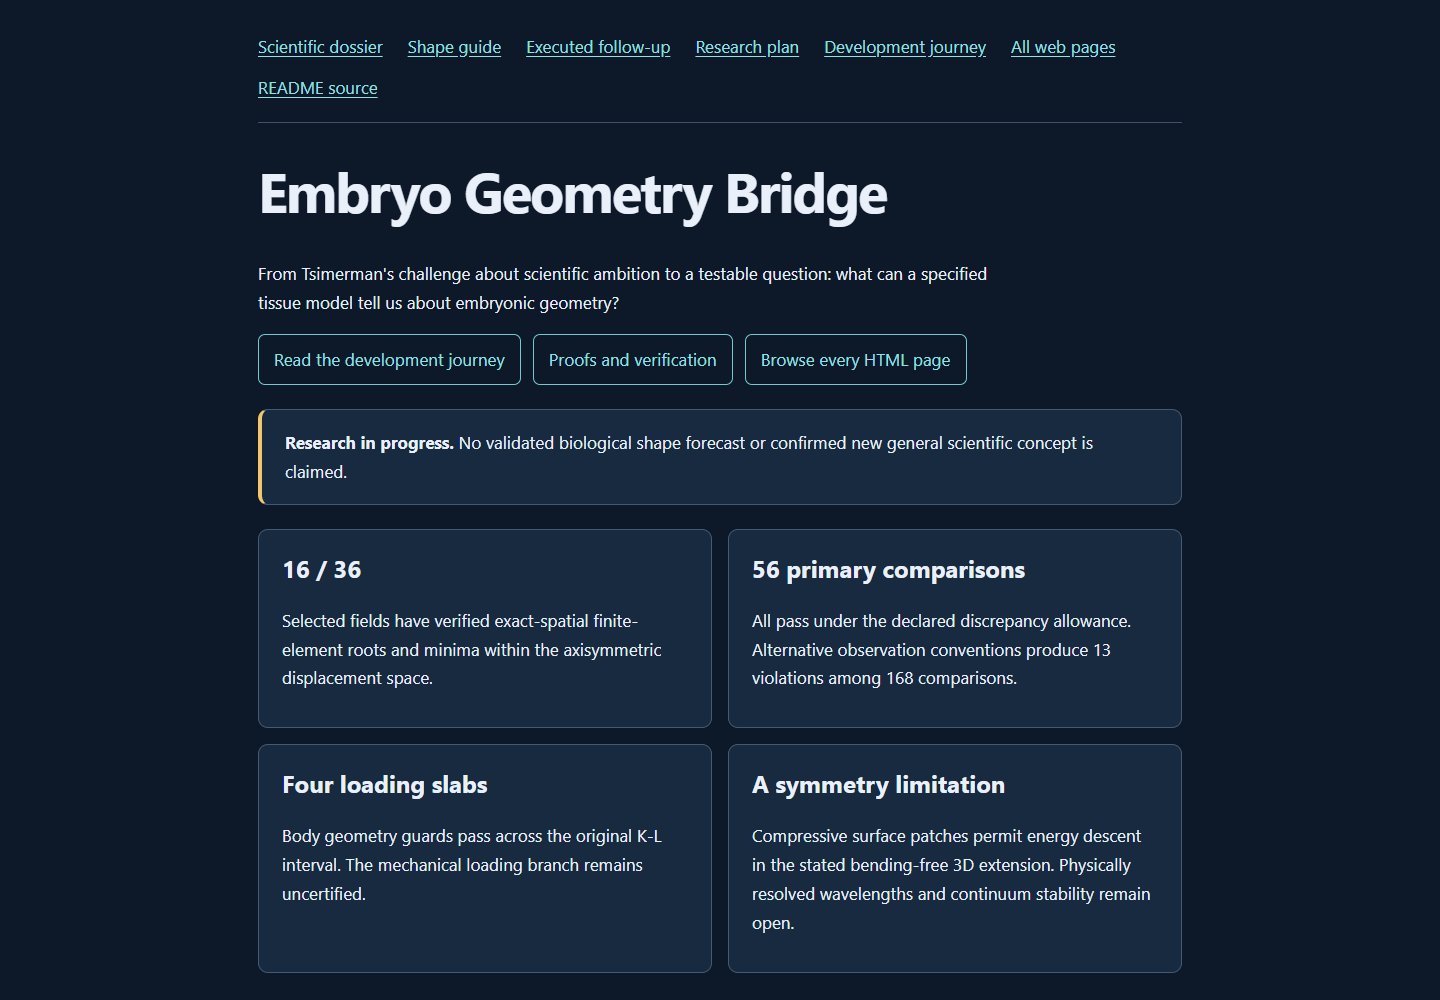 Scientific dossier Shape guide Executed follow-up Research plan Development journey All web pages
README source
Embryo Geometry Bridge
From Tsimerman's challenge about scientific ambition to a testable question: what can a specified
tissue model tell us about embryonic geometry?
Read the development journey Proofs and verification Browse every HTML page
Research in progress. No validated biological shape forecast or confirmed new general scientific concept is
claimed.
16 / 36
Selected fields have verified exact-spatial finite-
element roots and minima within the axisymmetric
displacement space.
56 primary comparisons
All pass under the declared discrepancy allowance.
Alternative observation conventions produce 13
violations among 168 comparisons.
Four loading slabs
Body geometry guards pass across the original K-L
interval. The mechanical loading branch remains
uncertified.
A symmetry limitation
Compressive surface patches permit energy descent
in the stated bending-free 3D extension. Physically
resolved wavelengths and continuum stability remain
open.